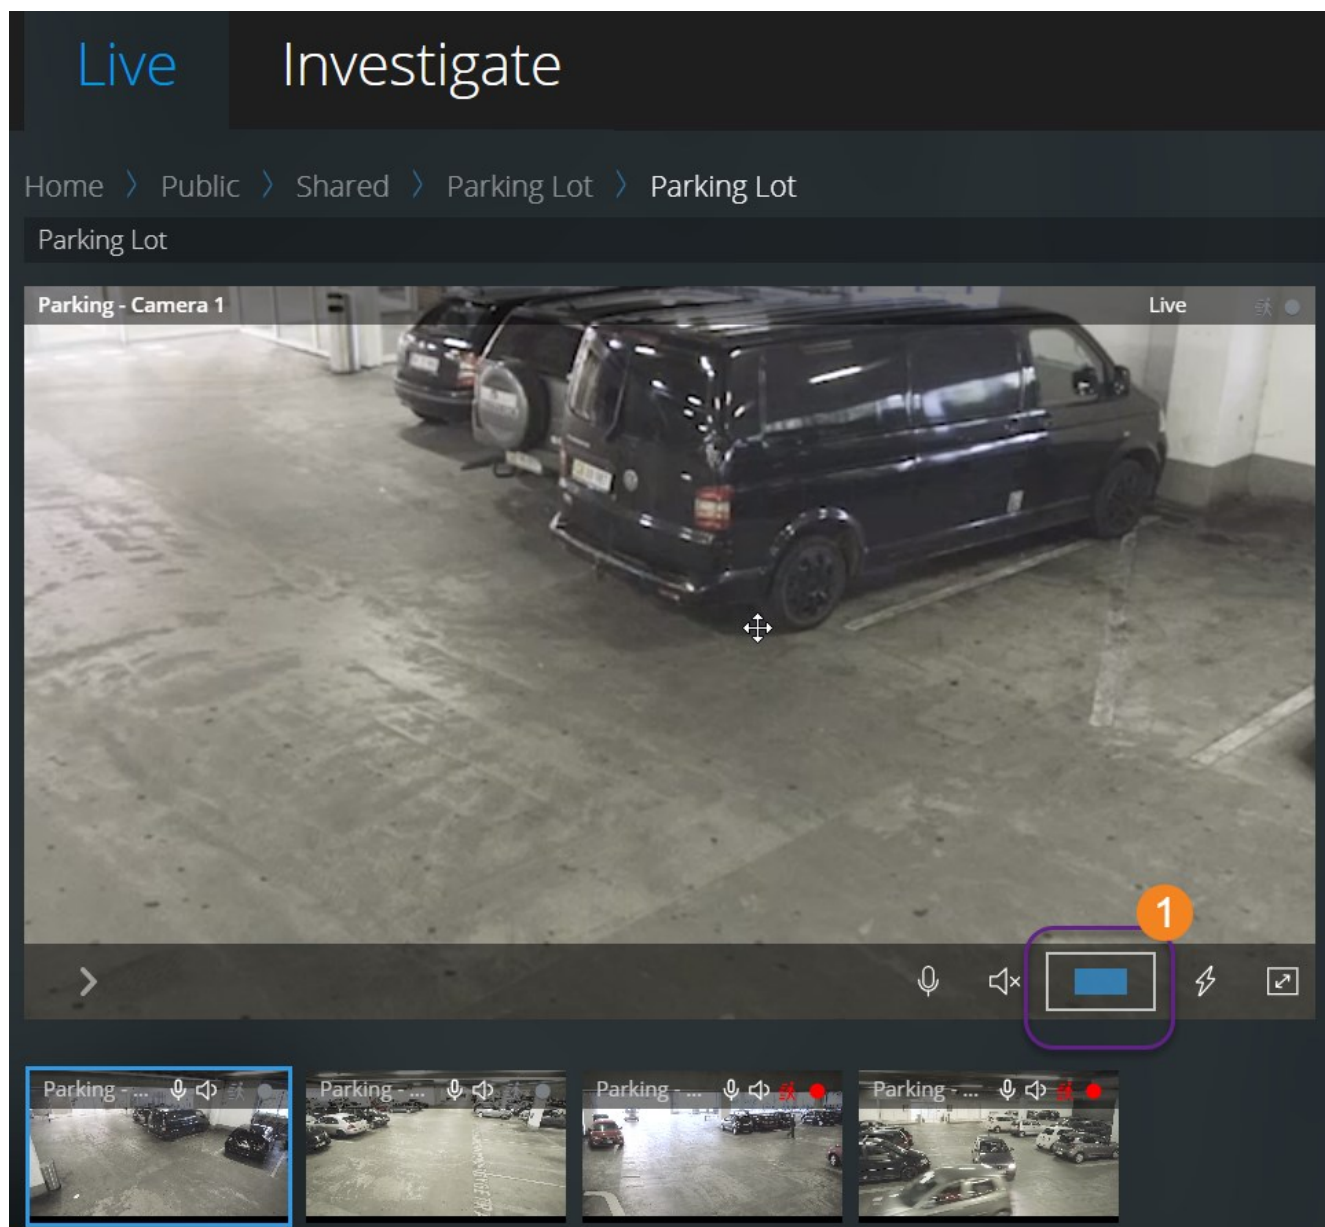 Live Investigate
Home > Public > Shared > Parking Lot > Parking Lot
Parking Lot
Parking - Camera 1 Live
1
Parking - ... Parking - ... Parking - ... Parking - ...